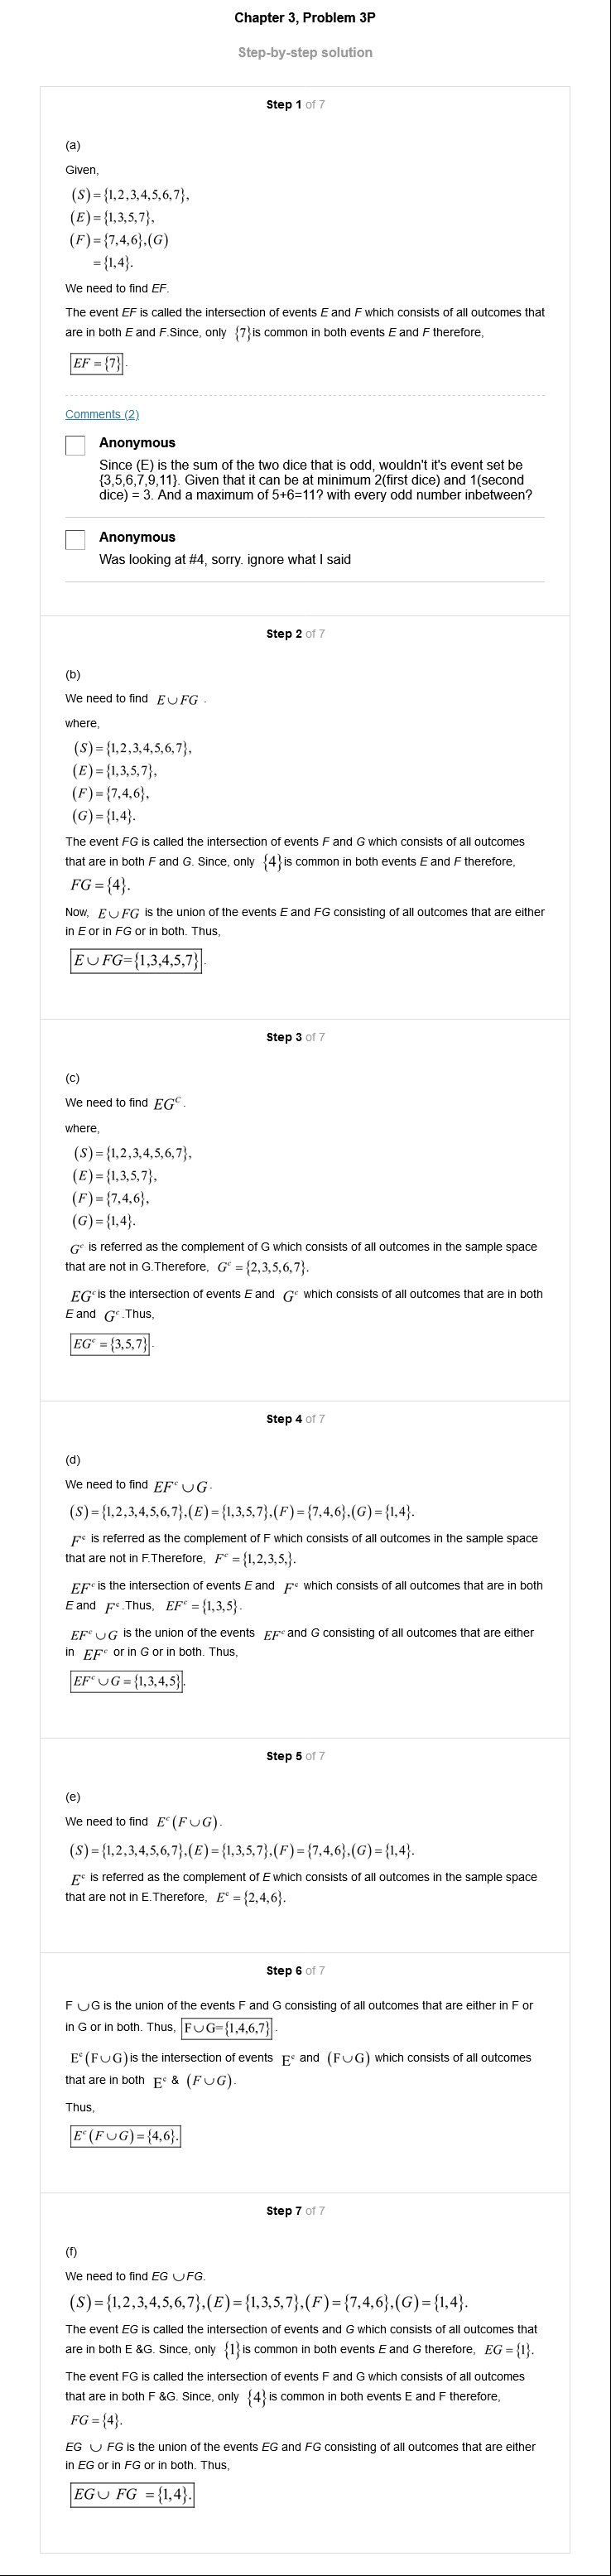 Chapter 3, Problem 3P
Step-by-step solution
Step 1 of 7
(a)
Given,
(S) = {1,2,3,4,5,6,7},
(E) = {1,3,5,7},
(F) = {7,4,6},(G)
= {1,4}.
We need to find EF.
The event EF is called the intersection of events E and F which consists of all outcomes that
are in both E and F.Since, only {7} is common in both events E and F therefore,
EF = {7}.
Comments (2)
Anonymous
Since (E) is the sum of the two dice that is odd, wouldn't it's event set be
{3,5,6,7,9,11}. Given that it can be at minimum 2(first dice) and 1(second
dice) = 3. And a maximum of 5+6=11? with every odd number inbetween?
Anonymous
Was looking at #4, sorry. ignore what I said
Step 2 of 7
(b)
We need to find E∪FG .
where,
(S) = {1,2,3,4,5,6,7},
(E) = {1,3,5,7},
(F) = {7,4,6},
(G) = {1,4}.
The event FG is called the intersection of events F and G which consists of all outcomes
that are in both F and G. Since, only {4} is common in both events E and F therefore,
FG = {4}.
Now, E∪FG is the union of the events E and FG consisting of all outcomes that are either
in E or in FG or in both. Thus,
E∪FG={1,3,4,5,7}.
Step 3 of 7
(c)
We need to find EG^C .
where,
(S) = {1,2,3,4,5,6,7},
(E) = {1,3,5,7},
(F) = {7,4,6},
(G) = {1,4}.
G^c is referred as the complement of G which consists of all outcomes in the sample space
that are not in G.Therefore, G^c = {2,3,5,6,7}.
EG^c is the intersection of events E and G^c which consists of all outcomes that are in both
E and G^c .Thus,
EG^c = {3,5,7}.
Step 4 of 7
(d)
We need to find EF^c ∪ G.
(S) = {1,2,3,4,5,6,7},(E) = {1,3,5,7},(F) = {7,4,6},(G) = {1,4}.
F^c is referred as the complement of F which consists of all outcomes in the sample space
that are not in F.Therefore, F^c = {1,2,3,5,}.
EF^c is the intersection of events E and F^c which consists of all outcomes that are in both
E and F^c .Thus, EF^c = {1,3,5}.
EF^c ∪ G is the union of the events EF^c and G consisting of all outcomes that are either
in EF^c or in G or in both. Thus,
EF^c ∪ G = {1,3,4,5}.
Step 5 of 7
(e)
We need to find E^c (F∪G).
(S) = {1,2,3,4,5,6,7},(E) = {1,3,5,7},(F) = {7,4,6},(G) = {1,4}.
E^c is referred as the complement of E which consists of all outcomes in the sample space
that are not in E.Therefore, E^c = {2,4,6}.
Step 6 of 7
F ∪G is the union of the events F and G consisting of all outcomes that are either in F or
in G or in both. Thus, F∪G={1,4,6,7}.
E^c (F∪G) is the intersection of events E^c and (F∪G) which consists of all outcomes
that are in both E^c & (F∪G).
Thus,
E^c (F∪G) = {4,6}.
Step 7 of 7
(f)
We need to find EG ∪FG.
(S) = {1,2,3,4,5,6,7},(E) = {1,3,5,7},(F) = {7,4,6},(G) = {1,4}.
The event EG is called the intersection of events and G which consists of all outcomes that
are in both E &G. Since, only {1} is common in both events E and G therefore, EG = {1}.
The event FG is called the intersection of events F and G which consists of all outcomes
that are in both F &G. Since, only {4} is common in both events E and F therefore,
FG = {4}.
EG ∪ FG is the union of the events EG and FG consisting of all outcomes that are either
in EG or in FG or in both. Thus,
EG∪ FG = {1,4}.